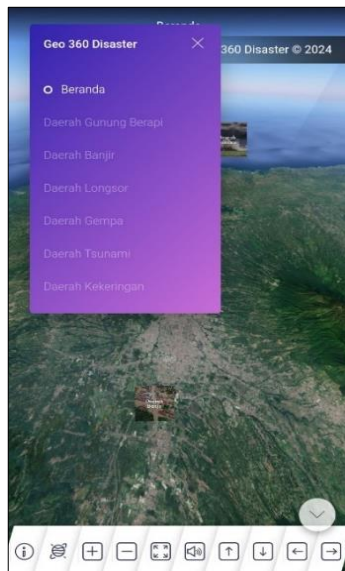 Beranda
Geo 360 Disaster
360 Disaster © 2024
Beranda
Daerah Gunung Berapi
Daerah Banjir
Daerah Longsor
Daerah Gempa
Daerah Tsunami
Daerah Kekeringan